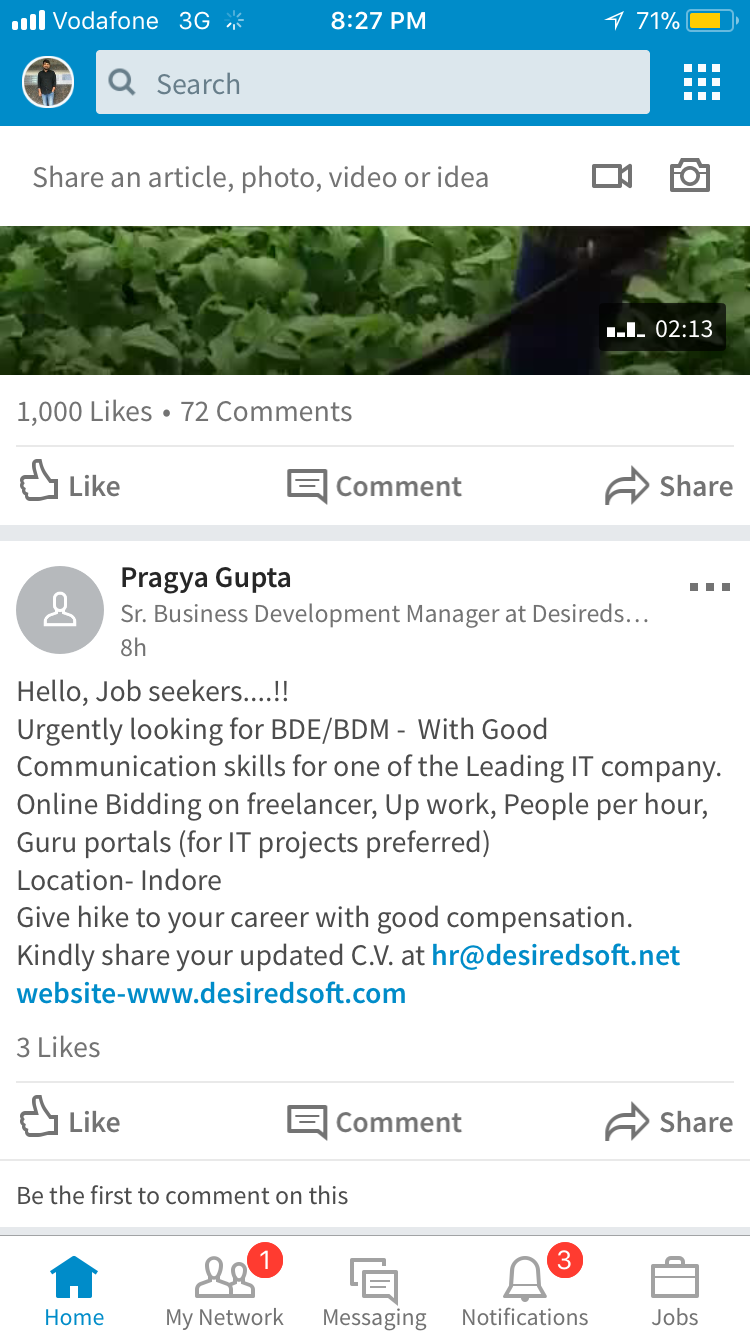 Vodafone 3G 8:27 PM 71%
Search
Share an article, photo, video or idea
02:13
1,000 Likes • 72 Comments
Like Comment Share
Pragya Gupta
Sr. Business Development Manager at Desireds...
8h
Hello, Job seekers....!!
Urgently looking for BDE/BDM - With Good
Communication skills for one of the Leading IT company.
Online Bidding on freelancer, Up work, People per hour,
Guru portals (for IT projects preferred)
Location- Indore
Give hike to your career with good compensation.
Kindly share your updated C.V. at hr@desiredsoft.net
website-www.desiredsoft.com
3 Likes
Like Comment Share
Be the first to comment on this
1 3
Home My Network Messaging Notifications Jobs